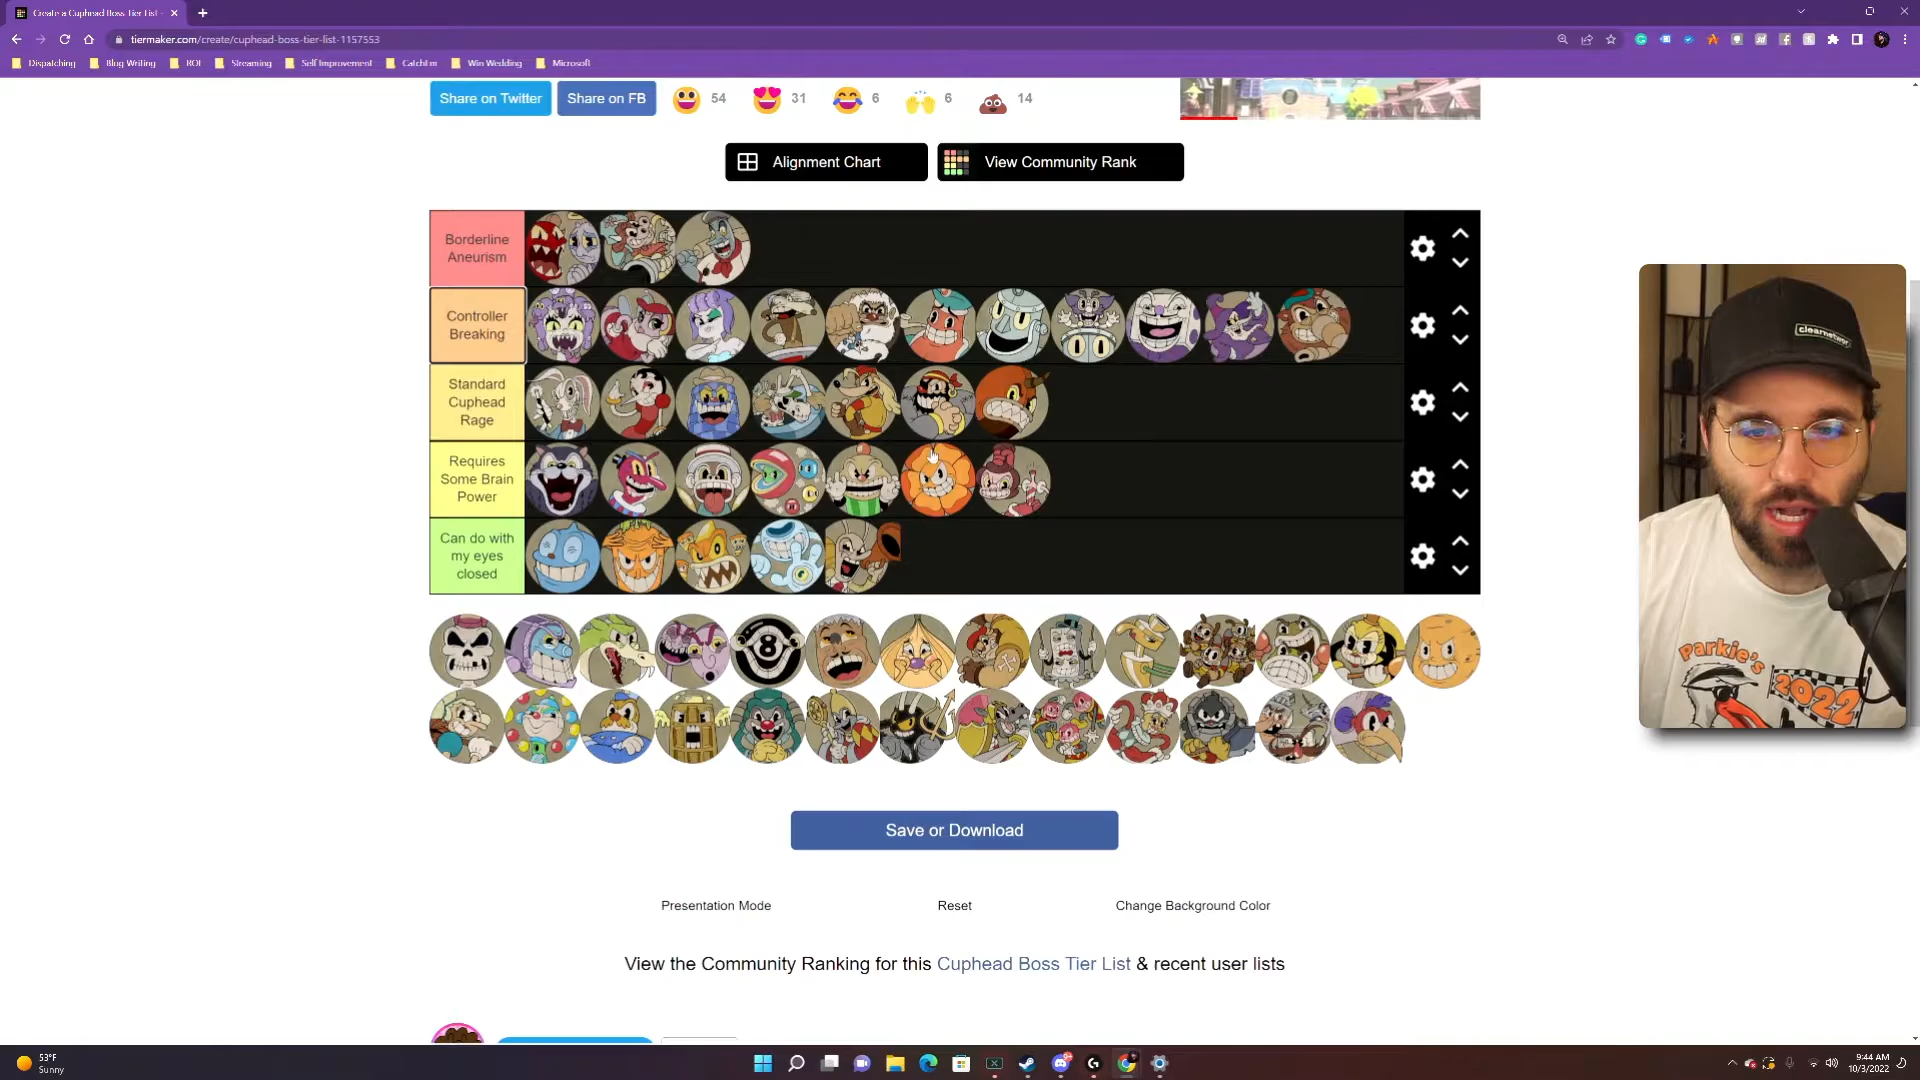 Create a Cuphead Boss Tier List -
tiermaker.com/create/cuphead-boss-tier-list-1157553
Dispatching
Blog Writing
ROI
Streaming
Self Improvement
CatchEm
Win Wedding
Microsoft
Share on Twitter
Share on FB
54
31
6
6
14
Alignment Chart
View Community Rank
Borderline
Aneurism
Controller
Breaking
Standard
Cuphead
Rage
Requires
Some Brain
Power
Can do with
my eyes
closed
8
Save or Download
Presentation Mode
Reset
Change Background Color
View the Community Ranking for this Cuphead Boss Tier List & recent user lists
Parkie's
2022
53°F
Sunny
9:44 AM
10/3/2022